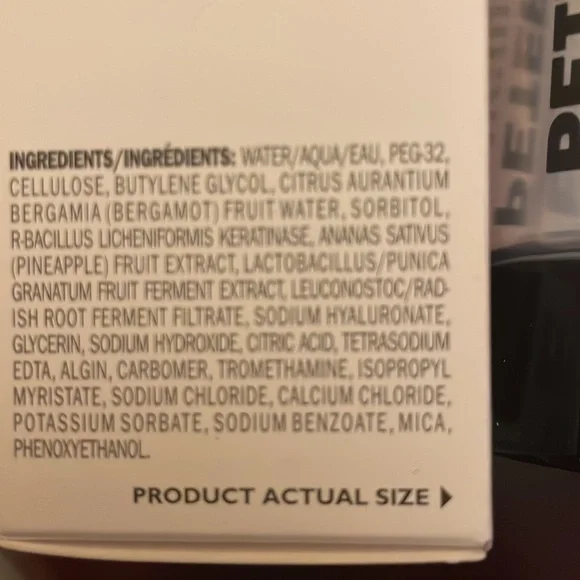 INGREDIENTS/INGRÉDIENTS: WATER/AQUA/EAU, PEG-32,
CELLULOSE, BUTYLENE GLYCOL, CITRUS AURANTIUM
BERGAMIA (BERGAMOT) FRUIT WATER, SORBITOL,
R-BACILLUS LICHENIFORMIS KERATINASE, ANANAS SATIVUS
(PINEAPPLE) FRUIT EXTRACT, LACTOBACILLUS/PUNICA
GRANATUM FRUIT FERMENT EXTRACT, LEUCONOSTOC/RAD-
ISH ROOT FERMENT FILTRATE, SODIUM HYALURONATE,
GLYCERIN, SODIUM HYDROXIDE, CITRIC ACID, TETRASODIUM
EDTA, ALGIN, CARBOMER, TROMETHAMINE, ISOPROPYL
MYRISTATE, SODIUM CHLORIDE, CALCIUM CHLORIDE,
POTASSIUM SORBATE, SODIUM BENZOATE, MICA,
PHENOXYETHANOL.
PRODUCT ACTUAL SIZE